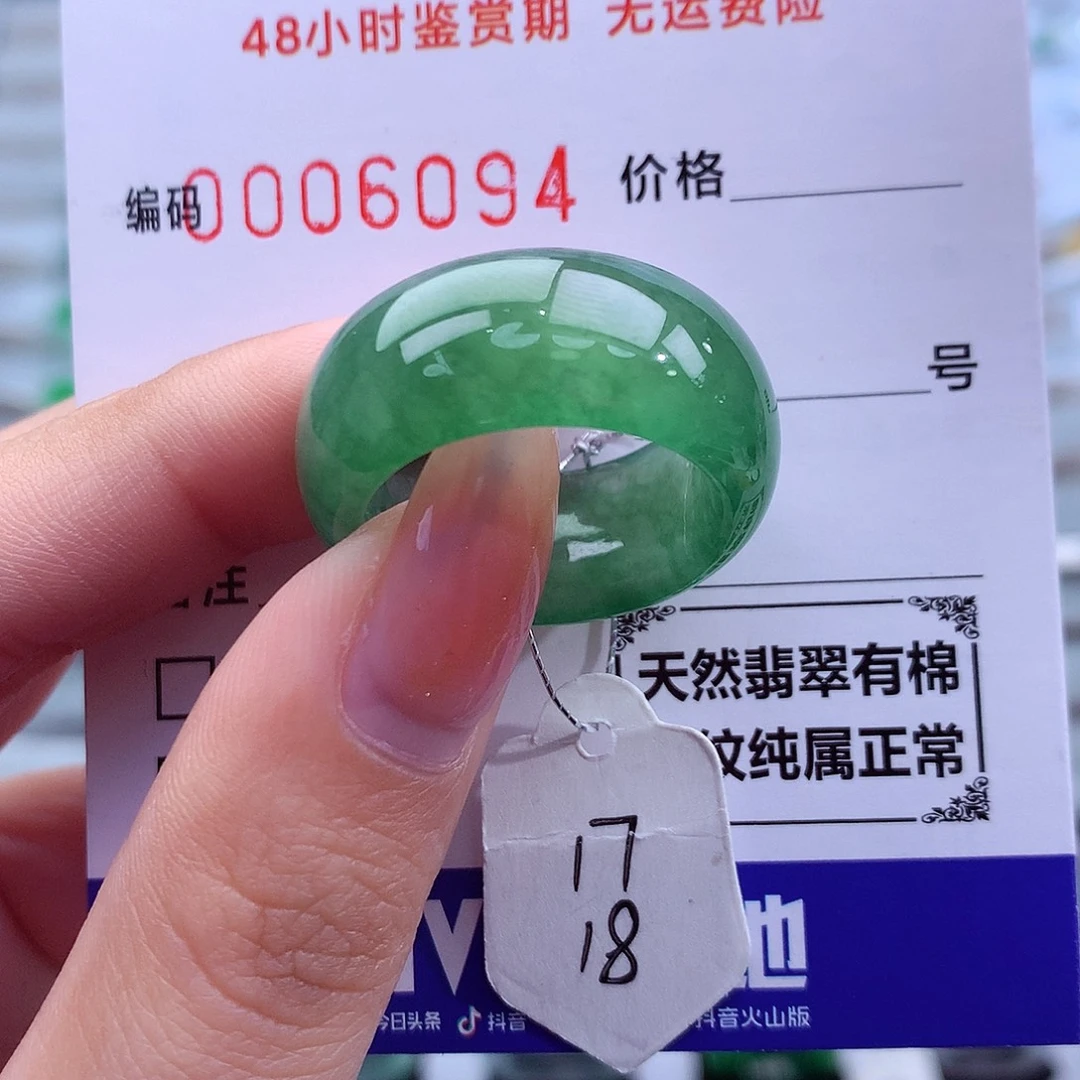 48小时鉴赏期 无运费险
编码0006094 价格
号
注
天然翡翠有棉
纹纯属正常
17
18
V 地
今日头条 抖音 抖音火山版